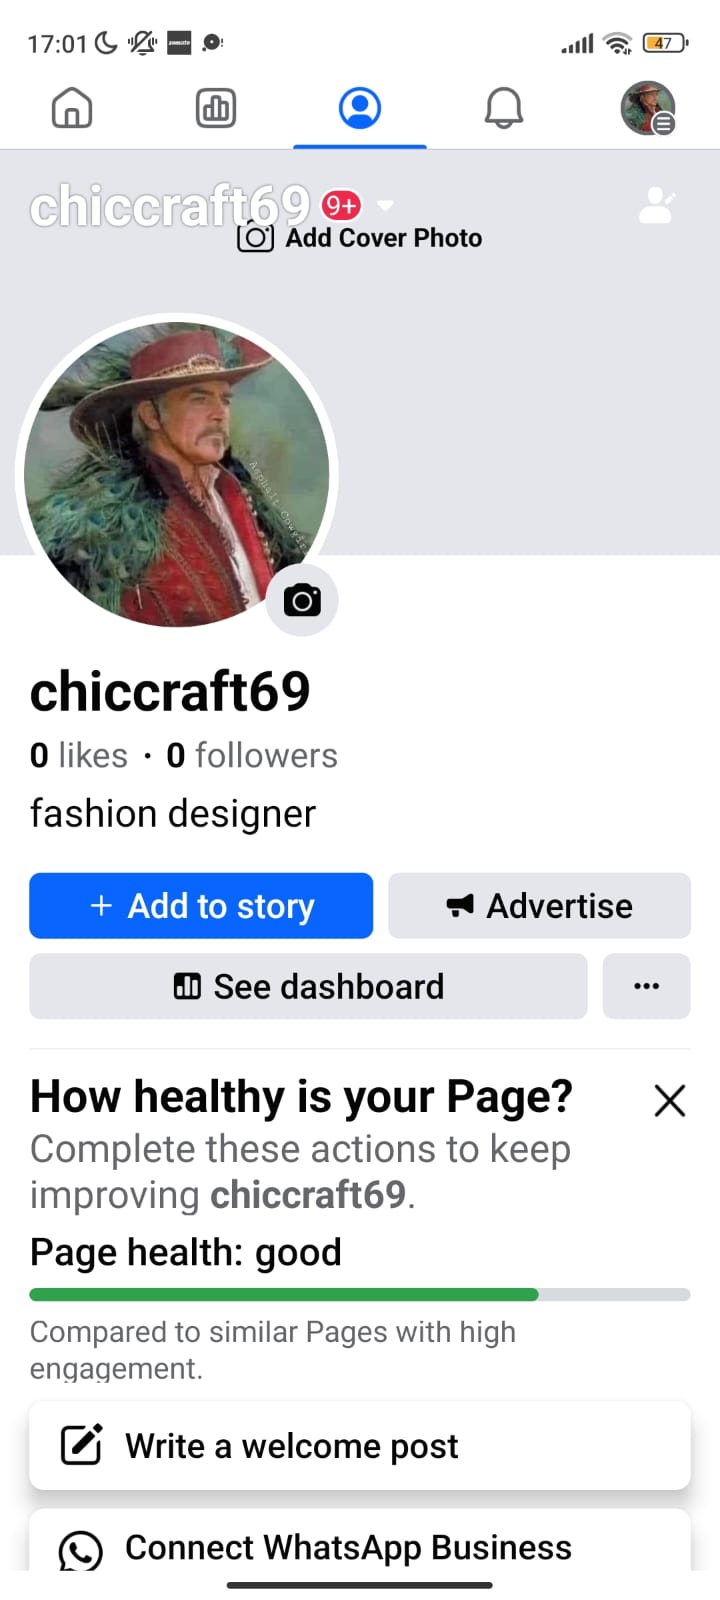 17:01
47
chiccraft69 9+
Add Cover Photo
Asphalt Cowgirl
chiccraft69
0 likes · 0 followers
fashion designer
+ Add to story
Advertise
See dashboard
How healthy is your Page?
Complete these actions to keep
improving chiccraft69.
Page health: good
Compared to similar Pages with high
engagement.
Write a welcome post
Connect WhatsApp Business